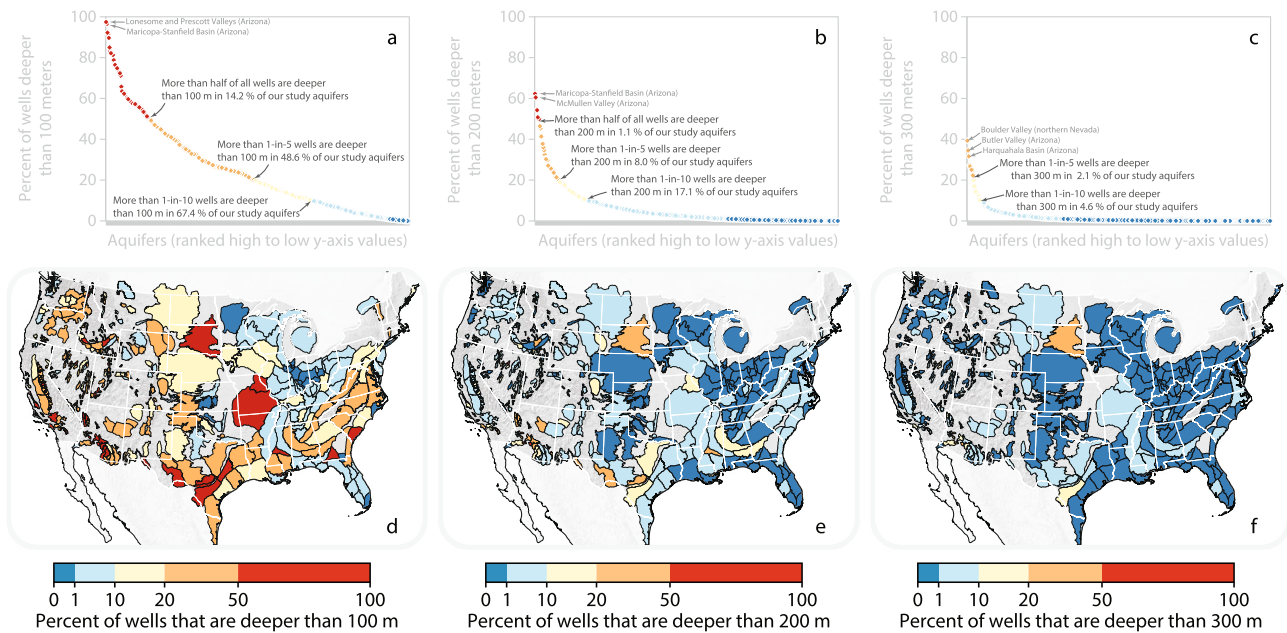 Percent of wells deeper
than 100 meters
100
80
60
40
20
0
Lonesome and Prescott Valleys (Arizona)
Maricopa-Stanfield Basin (Arizona)
a
More than half of all wells are deeper
than 100 m in 14.2 % of our study aquifers
More than 1-in-5 wells are deeper
than 100 m in 48.6 % of our study aquifers
More than 1-in-10 wells are deeper
than 100 m in 67.4 % of our study aquifers
Aquifers (ranked high to low y-axis values)
Percent of wells deeper
than 200 meters
100
80
60
40
20
0
b
Maricopa-Stanfield Basin (Arizona)
McMullen Valley (Arizona)
More than half of all wells are deeper
than 200 m in 1.1 % of our study aquifers
More than 1-in-5 wells are deeper
than 200 m in 8.0 % of our study aquifers
More than 1-in-10 wells are deeper
than 200 m in 17.1 % of our study aquifers
Aquifers (ranked high to low y-axis values)
Percent of wells deeper
than 300 meters
100
80
60
40
20
0
c
Boulder Valley (northern Nevada)
Butler Valley (Arizona)
Harquahala Basin (Arizona)
More than 1-in-5 wells are deeper
than 300 m in 2.1 % of our study aquifers
More than 1-in-10 wells are deeper
than 300 m in 4.6 % of our study aquifers
Aquifers (ranked high to low y-axis values)
d
e
f
0 1 10 20 50 100
Percent of wells that are deeper than 100 m
0 1 10 20 50 100
Percent of wells that are deeper than 200 m
0 1 10 20 50 100
Percent of wells that are deeper than 300 m